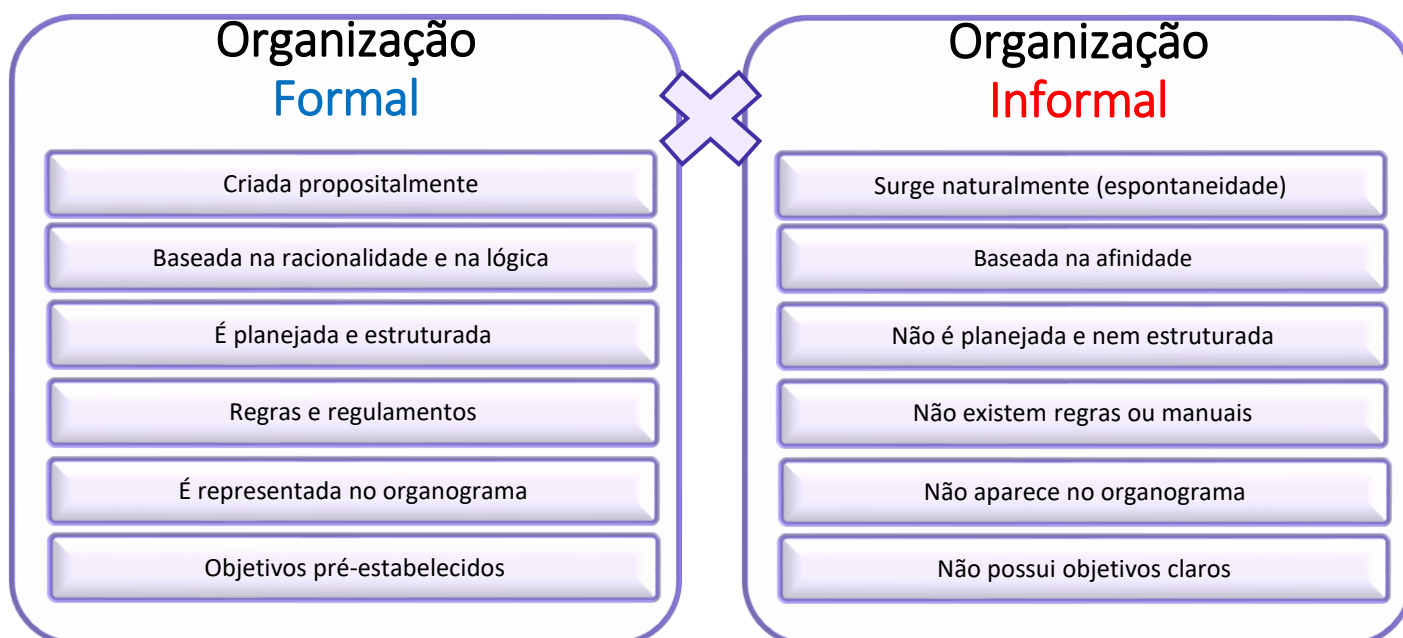 Organização
Formal
Criada propositalmente
Baseada na racionalidade e na lógica
É planejada e estruturada
Regras e regulamentos
É representada no organograma
Objetivos pré-estabelecidos
Organização
Informal
Surge naturalmente (espontaneidade)
Baseada na afinidade
Não é planejada e nem estruturada
Não existem regras ou manuais
Não aparece no organograma
Não possui objetivos claros